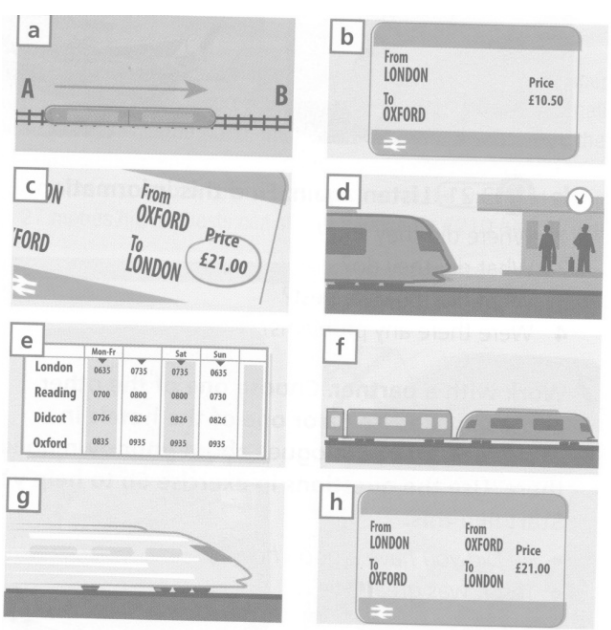 a
A
B
b
From
LONDON
To
OXFORD
Price
£10.50
c
ON
FORD
From
OXFORD
To
LONDON
Price
£21.00
d
e
Mon-Fr Sat Sun
London 0635 0735 0735 0635
Reading 0700 0800 0800 0730
Didcot 0726 0826 0826 0826
Oxford 0835 0935 0935 0935
f
g
h
From
LONDON
To
OXFORD
From
OXFORD
To
LONDON
Price
£21.00